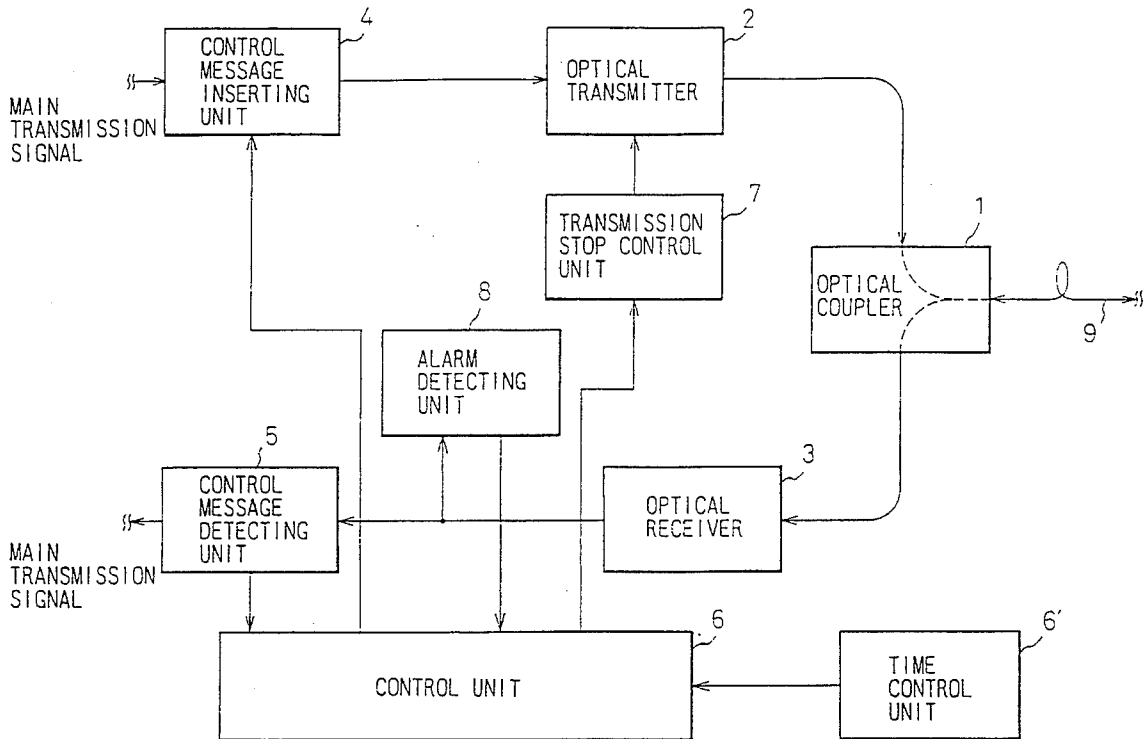 4
CONTROL
MESSAGE
INSERTING
UNIT
2
OPTICAL
TRANSMITTER
MAIN
TRANSMISSION
SIGNAL
7
TRANSMISSION
STOP CONTROL
UNIT
1
OPTICAL
COUPLER
9
8
ALARM
DETECTING
UNIT
5
CONTROL
MESSAGE
DETECTING
UNIT
3
OPTICAL
RECEIVER
MAIN
TRANSMISSION
SIGNAL
6
CONTROL UNIT
6'
TIME
CONTROL
UNIT